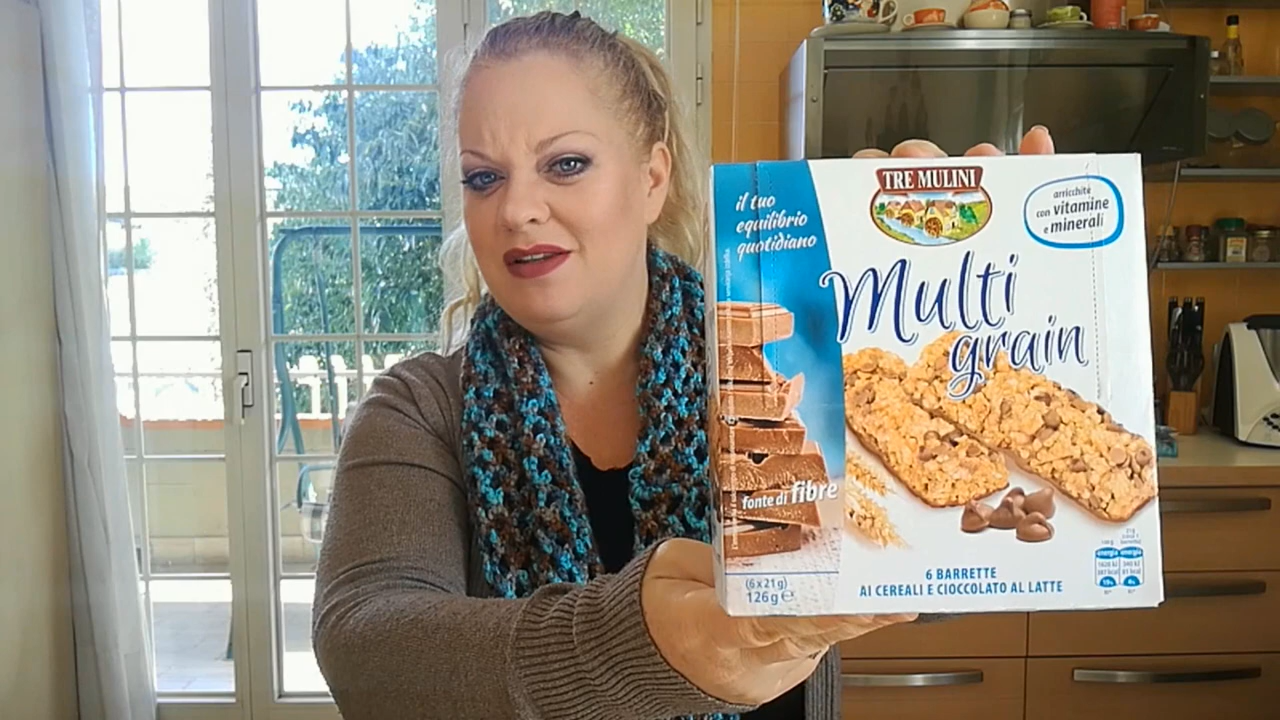 TRE MULINI
il tuo
equilibrio
quotidiano
arricchite
con vitamine
e minerali
Multi
grain
fonte di fibre
(6x21g)
126g e
6 BARRETTE
AI CEREALI E CIOCCOLATO AL LATTE
100g
energia energia